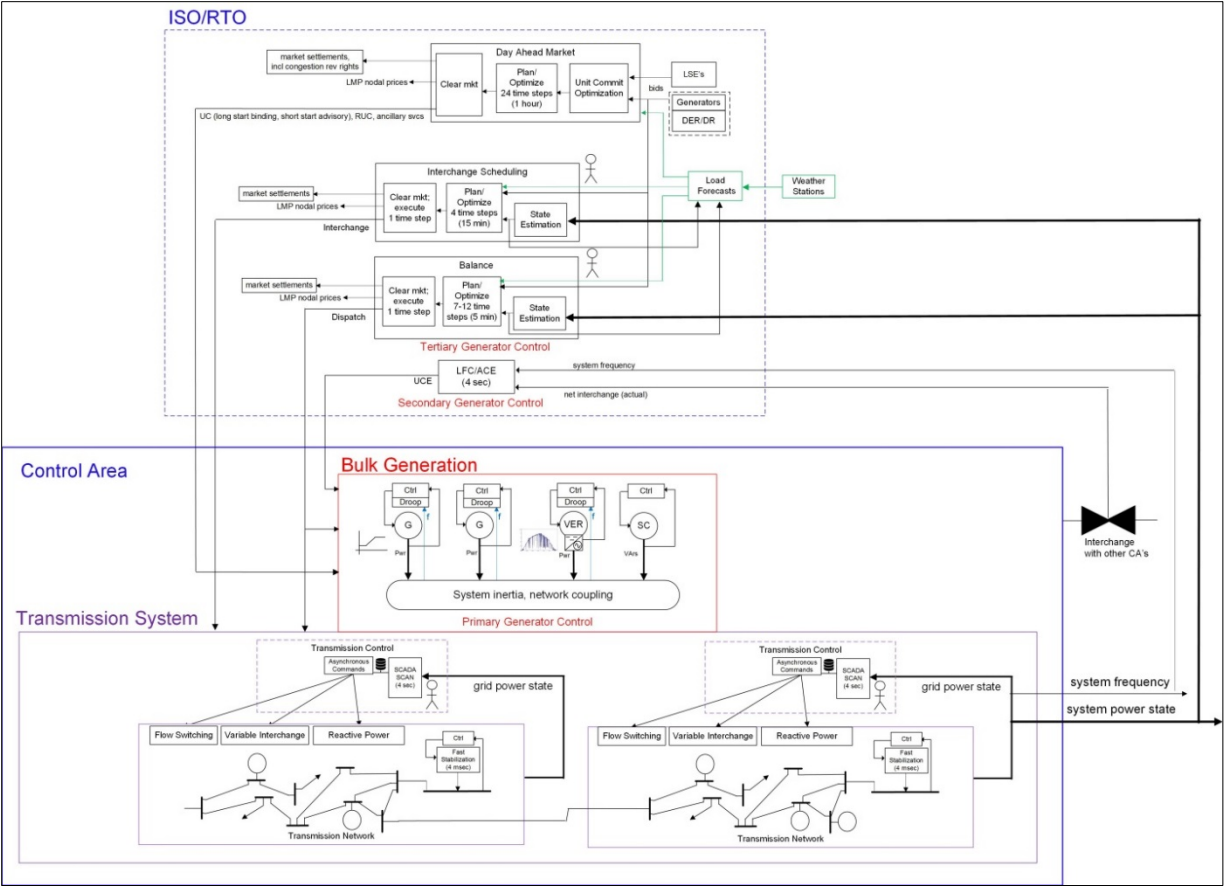 ISO/RTO
Day Ahead Market
market settlements,
incl congestion rev rights
LMP nodal prices
Clear mkt
Plan/
Optimize
24 time steps
(1 hour)
Unit Commit
Optimization
LSE's
bids
Generators
DER/DR
UC (long start binding, short start advisory), RUC, ancillary svcs
Interchange Scheduling
market settlements
LMP nodal prices
Interchange
Clear mkt;
execute
1 time step
Plan/
Optimize
4 time steps
(15 min)
State
Estimation
Load
Forecasts
Weather
Stations
Balance
market settlements
LMP nodal prices
Dispatch
Clear mkt;
execute
1 time step
Plan/
Optimize
7-12 time
steps (5 min)
State
Estimation
Tertiary Generator Control
UCE
LFC/ACE
(4 sec)
system frequency
net interchange (actual)
Secondary Generator Control
Control Area
Bulk Generation
Ctrl
Droop
f
G
Pwr
Ctrl
Droop
f
G
Pwr
Ctrl
Droop
f
VER
Pwr
Ctrl
SC
VArs
System inertia, network coupling
Primary Generator Control
Interchange
with other CA's
Transmission System
Transmission Control
Asynchronous
Commands
SCADA
SCAN
(4 sec)
grid power state
Flow Switching
Variable Interchange
Reactive Power
Ctrl
Fast
Stabilization
(4 msec)
Transmission Network
Transmission Control
Asynchronous
Commands
SCADA
SCAN
(4 sec)
grid power state
Flow Switching
Variable Interchange
Reactive Power
Ctrl
Fast
Stabilization
(4 msec)
Transmission Network
system frequency
system power state